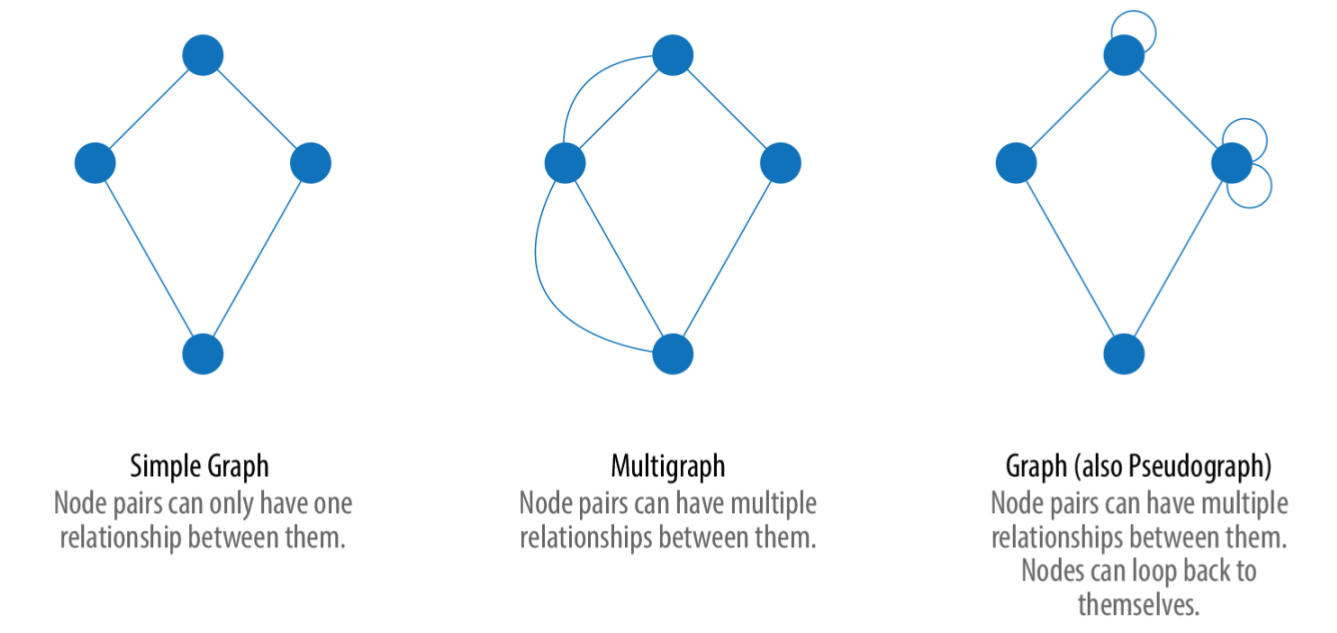 Simple Graph
Node pairs can only have one
relationship between them.
Multigraph
Node pairs can have multiple
relationships between them.
Graph (also Pseudograph)
Node pairs can have multiple
relationships between them.
Nodes can loop back to
themselves.